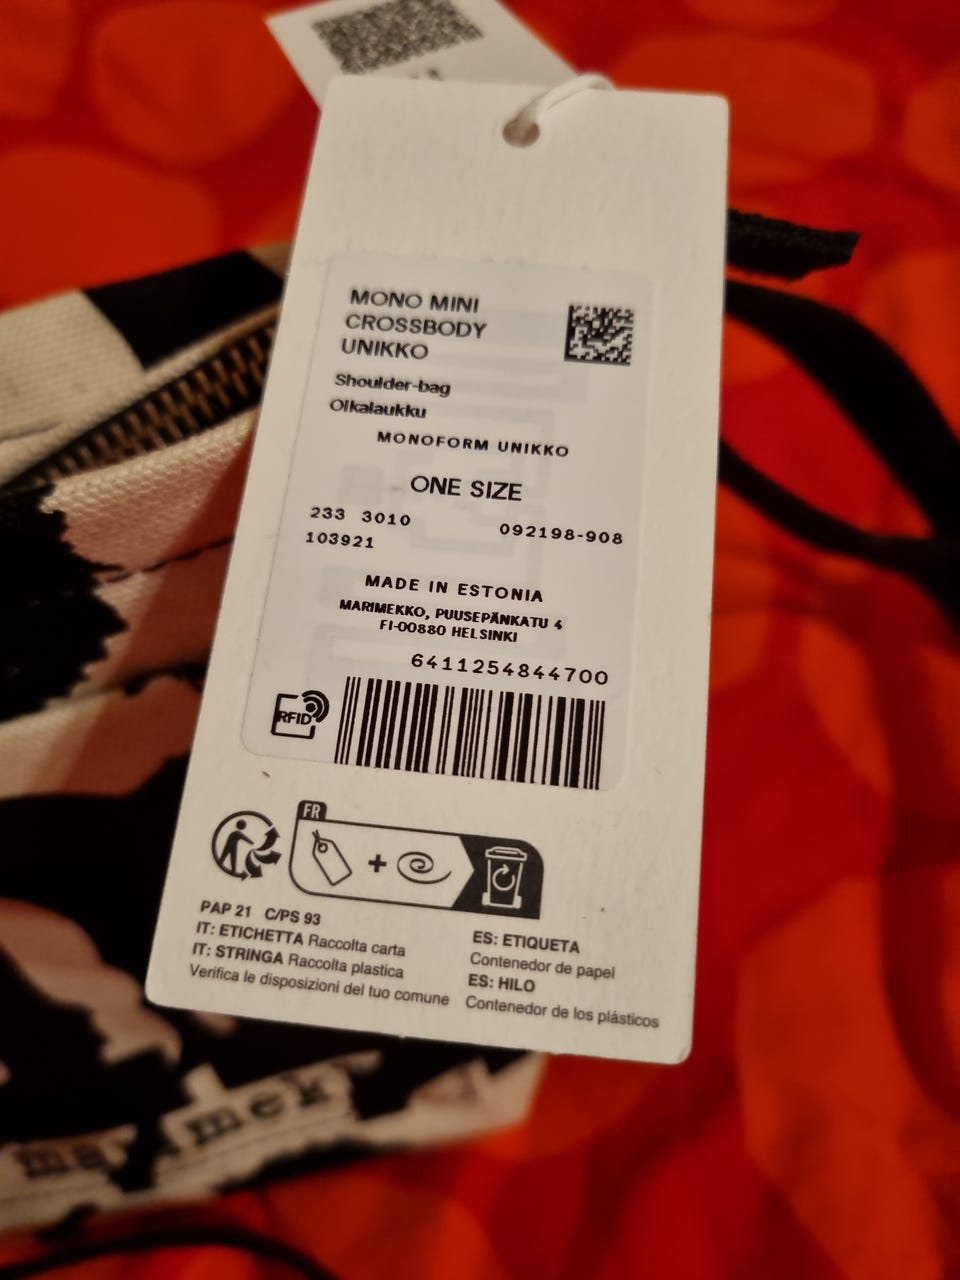 MONO MINI
CROSSBODY
UNIKKO
Shoulder-bag
Olkalaukku
MONOFORM UNIKKO
ONE SIZE
233 3010 092198-908
103921
MADE IN ESTONIA
MARIMEKKO, PUUSEPÄNKATU 4
FI-00880 HELSINKI
6411254844700
RFID
FR
PAP 21 C/PS 93
IT: ETICHETTA Raccolta carta
IT: STRINGA Raccolta plastica
Verifica le disposizioni del tuo comune
ES: ETIQUETA
Contenedor de papel
ES: HILO
Contenedor de los plásticos